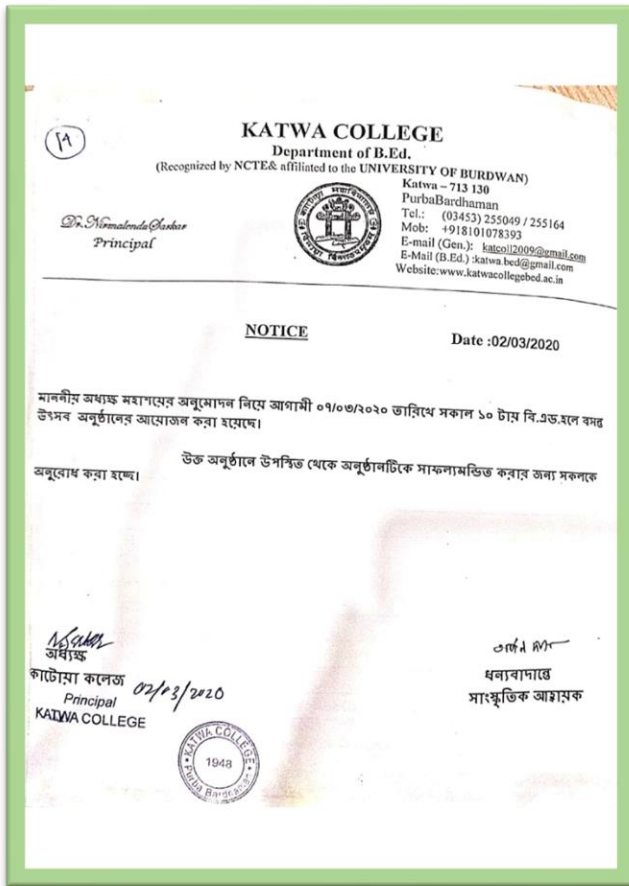 14
KATWA COLLEGE
Department of B.Ed.
(Recognized by NCTE& affiliated to the UNIVERSITY OF BURDWAN)
Dr. Nirmalendu Sarkar
Principal
Katwa – 713 130
PurbaBardhaman
Tel.: (03453) 255049 / 255164
Mob: +918101078393
E-mail (Gen.): katcoll2009@gmail.com
E-Mail (B.Ed.) :katwa.bed@gmail.com
Website:www.katwacollegebed.ac.in
NOTICE
Date :02/03/2020
মাননীয় অধ্যক্ষ মহাশয়ের অনুমোদন নিয়ে আগামী ০৭/০৩/২০২০ তারিখে সকাল ১০ টায় বি.এড.হলে বসন্ত
উৎসব অনুষ্ঠানের আয়োজন করা হয়েছে।
উক্ত অনুষ্ঠানে উপস্থিত থেকে অনুষ্ঠানটিকে সাফল্যমন্ডিত করার জন্য সকলকে
অনুরোধ করা হচ্ছে।
অধ্যক্ষ
কাটোয়া কলেজ
02/03/2020
Principal
KATWA COLLEGE
ধন্যবাদান্তে
সাংস্কৃতিক আহ্বায়ক
KATWA COLLEGE
1948
Purba Bardhaman